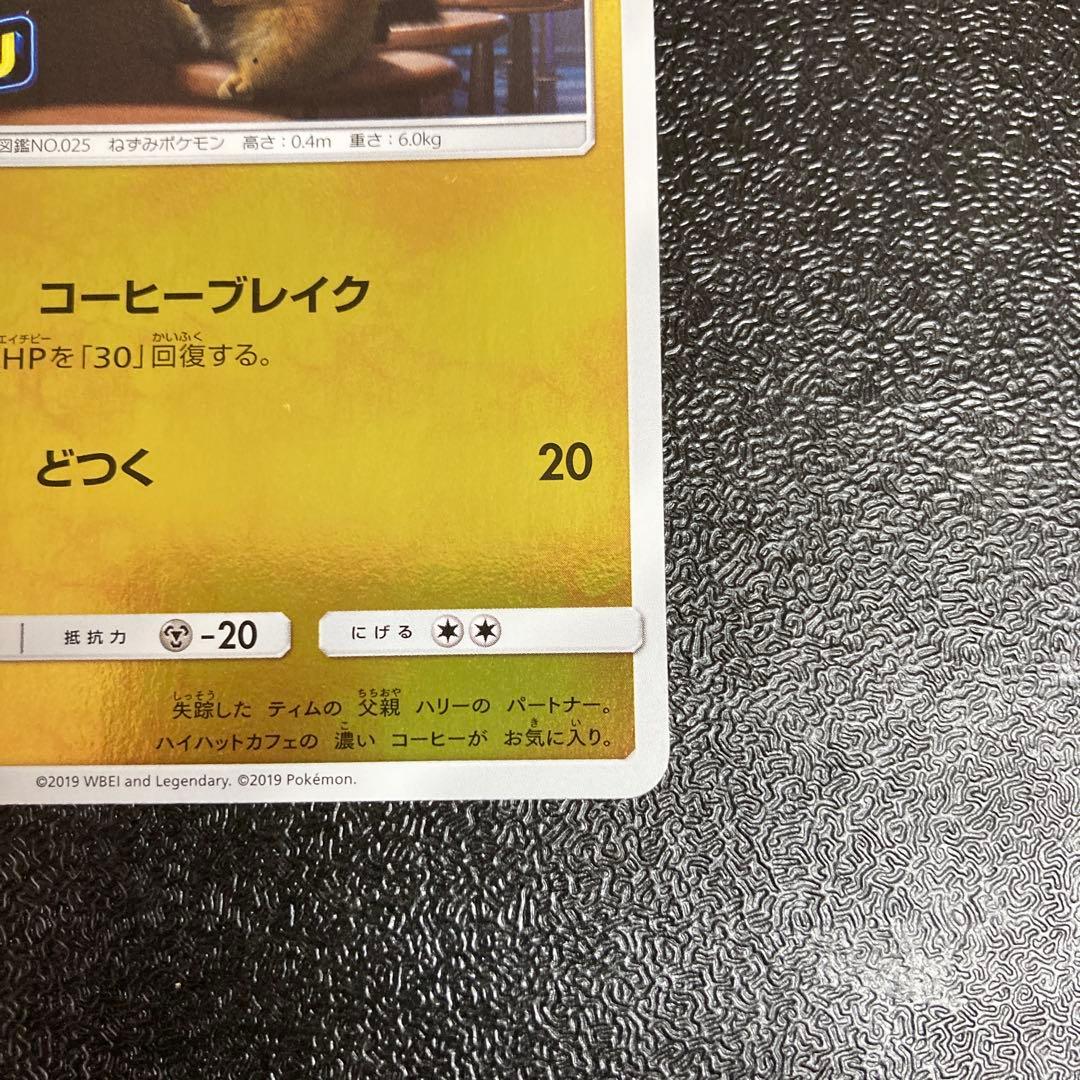 U
図鑑NO.025 ねずみポケモン 高さ:0.4m 重さ:6.0kg
コーヒーブレイク
エイチピー かいふく
HPを「30」回復する。
どつく 20
抵抗力 -20 にげる
しっそう ちちおや
失踪した ティムの 父親 ハリーの パートナー。
こ き い
ハイハットカフェの 濃い コーヒーが お気に入り。
©2019 WBEI and Legendary. ©2019 Pokémon.